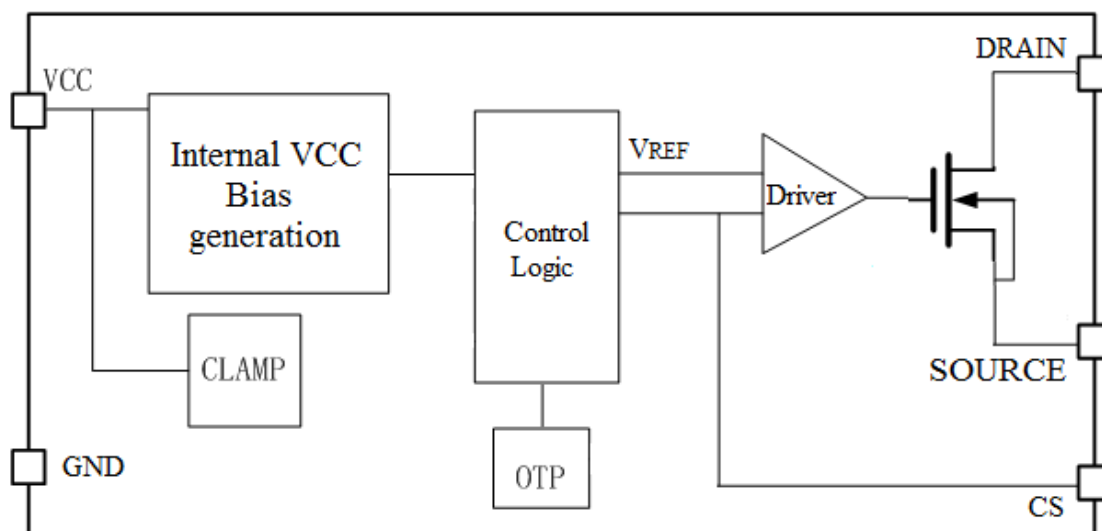 DRAIN
VCC
Internal VCC
Bias
generation
VREF
Driver
Control
Logic
CLAMP
SOURCE
GND
OTP
CS